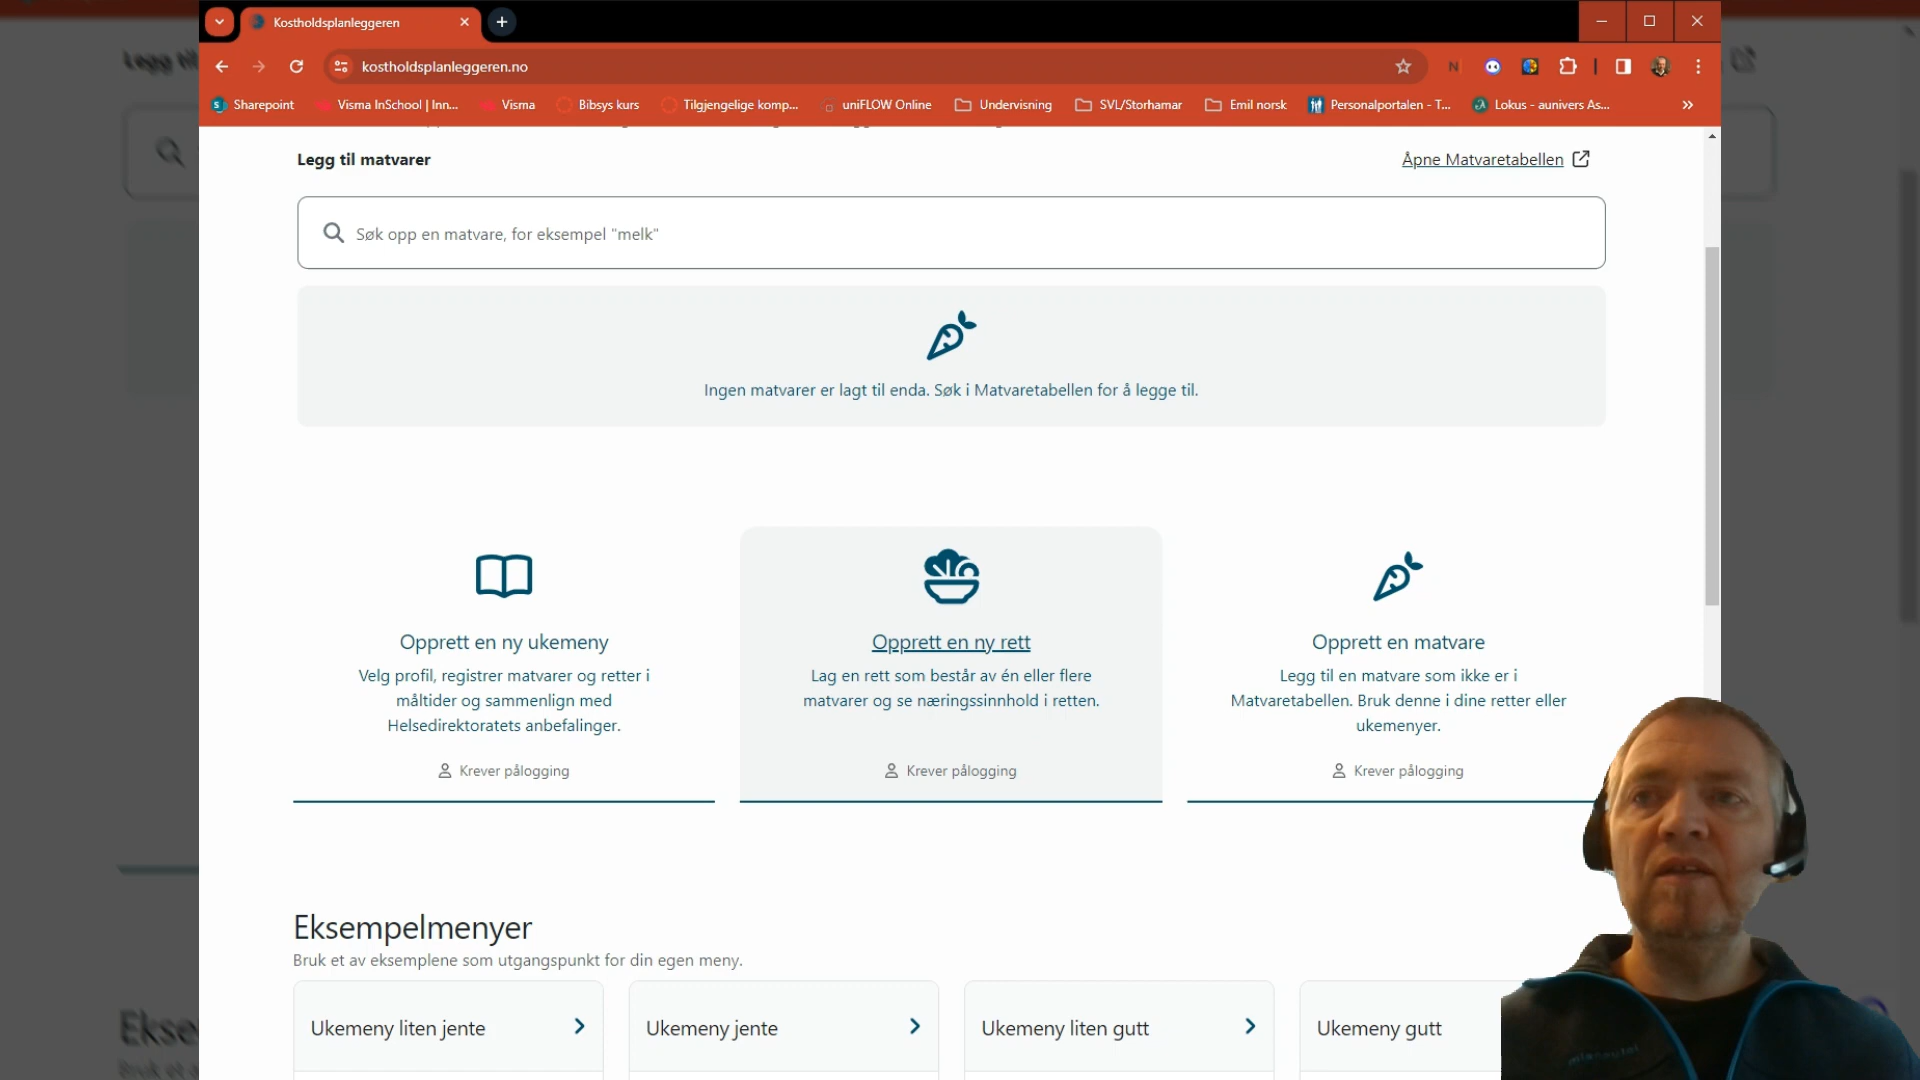 Kostholdsplanleggeren
kostholdsplanleggeren.no
Sharepoint
Visma InSchool | Inn...
Visma
Bibsys kurs
Tilgjengelige komp...
uniFLOW Online
Undervisning
SVL/Storhamar
Emil norsk
Personalportalen - T...
Lokus - aunivers As...
Legg til matvarer
Åpne Matvaretabellen
Søk opp en matvare, for eksempel "melk"
Ingen matvarer er lagt til enda. Søk i Matvaretabellen for å legge til.
Opprett en ny ukemeny
Velg profil, registrer matvarer og retter i
måltider og sammenlign med
Helsedirektoratets anbefalinger.
Krever pålogging
Opprett en ny rett
Lag en rett som består av én eller flere
matvarer og se næringssinnhold i retten.
Krever pålogging
Opprett en matvare
Legg til en matvare som ikke er i
Matvaretabellen. Bruk denne i dine retter eller
ukemenyer.
Krever pålogging
Eksempelmenyer
Bruk et av eksemplene som utgangspunkt for din egen meny.
Ukemeny liten jente
Ukemeny jente
Ukemeny liten gutt
Ukemeny gutt